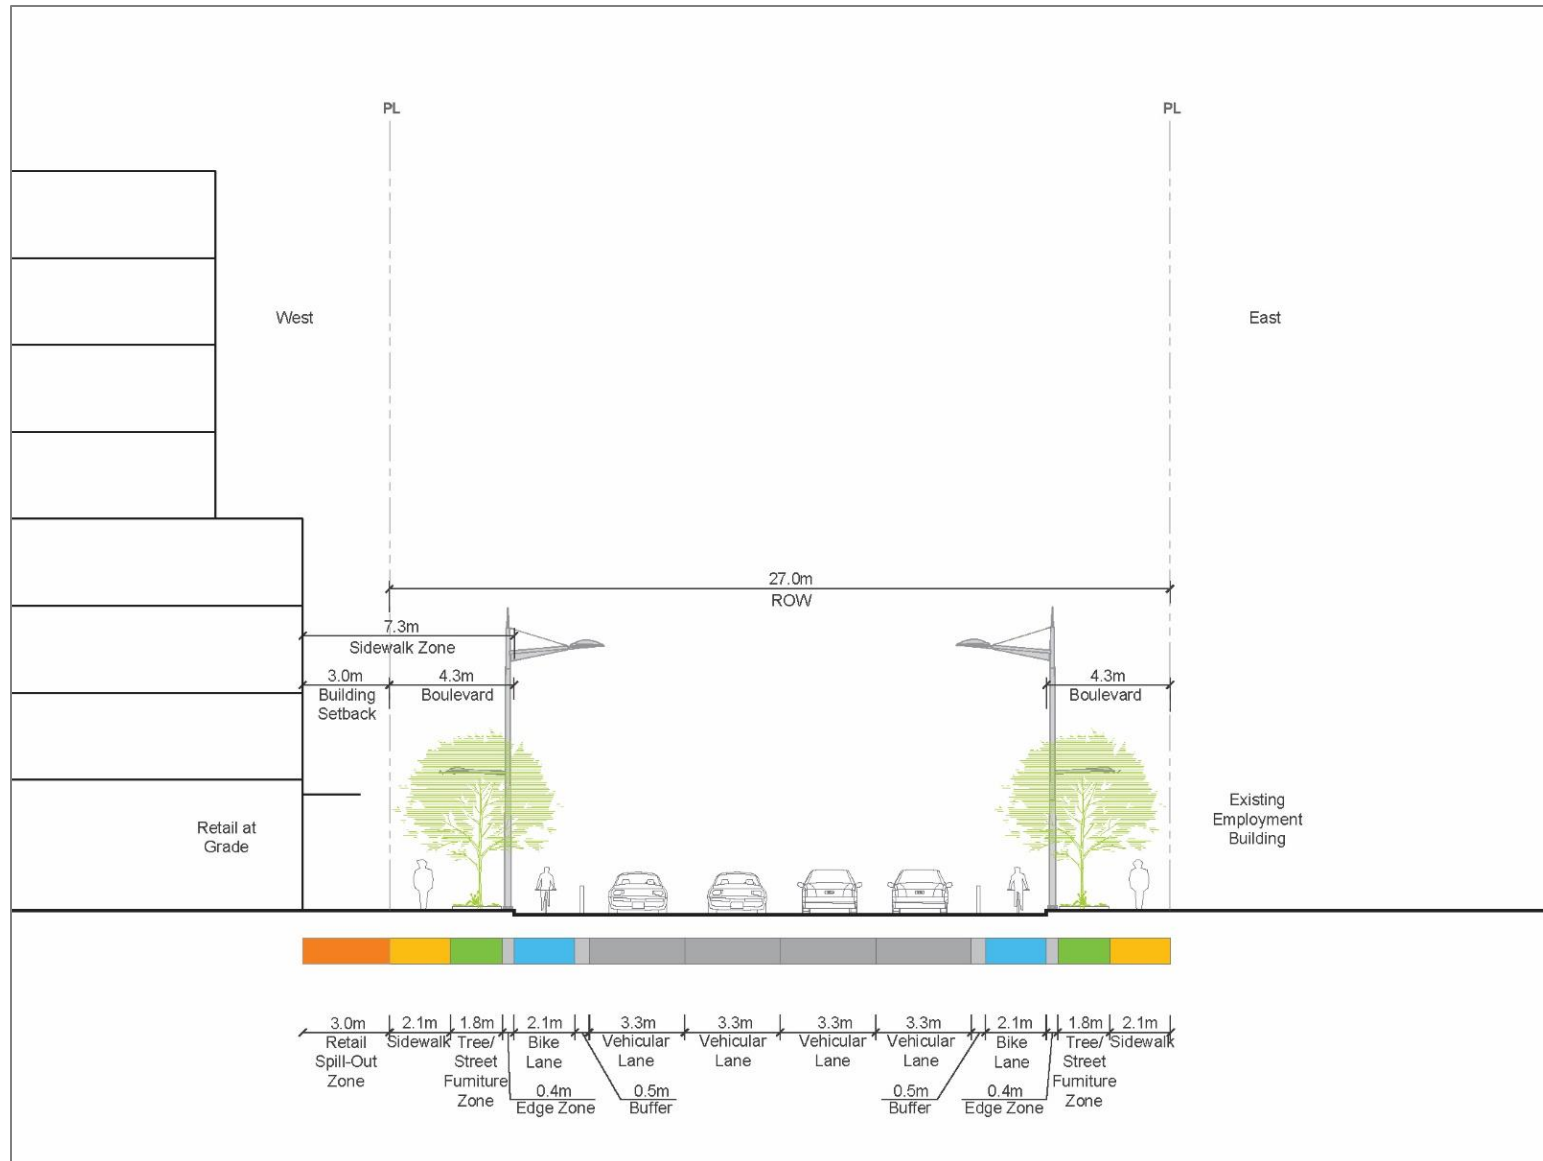 PL
PL
West
East
27.0m
ROW
7.3m
Sidewalk Zone
3.0m
Building
Setback
4.3m
Boulevard
4.3m
Boulevard
Retail at
Grade
Existing
Employment
Building
3.0m
Retail
Spill-Out
Zone
2.1m
Sidewalk
1.8m
Tree/
Street
Furniture
Zone
0.4m
Edge Zone
2.1m
Bike
Lane
0.5m
Buffer
3.3m
Vehicular
Lane
3.3m
Vehicular
Lane
3.3m
Vehicular
Lane
3.3m
Vehicular
Lane
0.5m
Buffer
2.1m
Bike
Lane
0.4m
Edge Zone
1.8m
Tree/
Street
Furniture
Zone
2.1m
Sidewalk